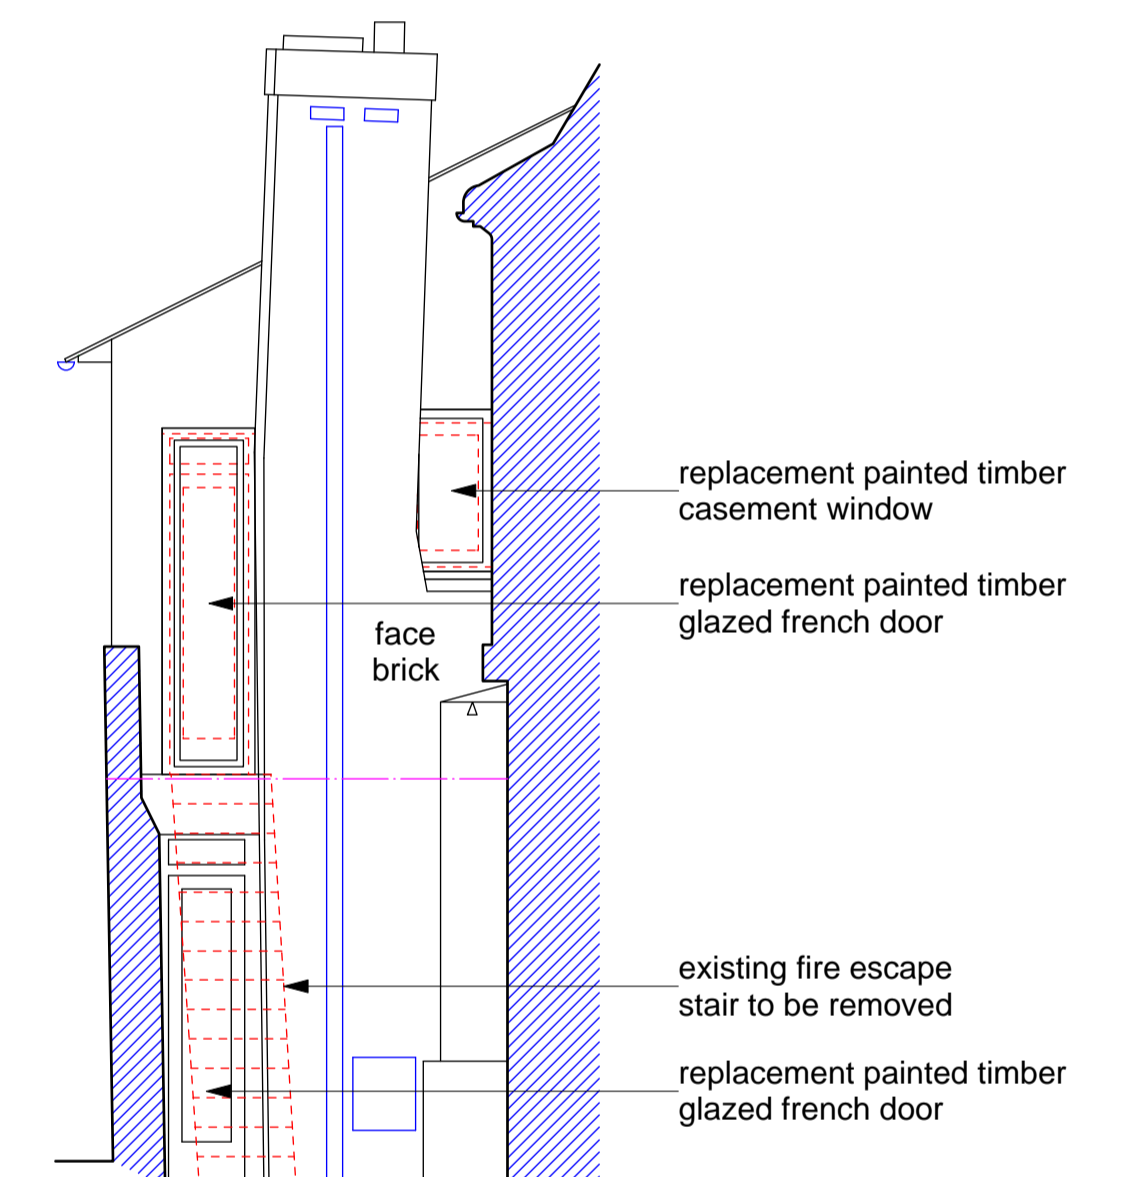 replacement painted timber
casement window
replacement painted timber
glazed french door
face
brick
existing fire escape
stair to be removed
replacement painted timber
glazed french door